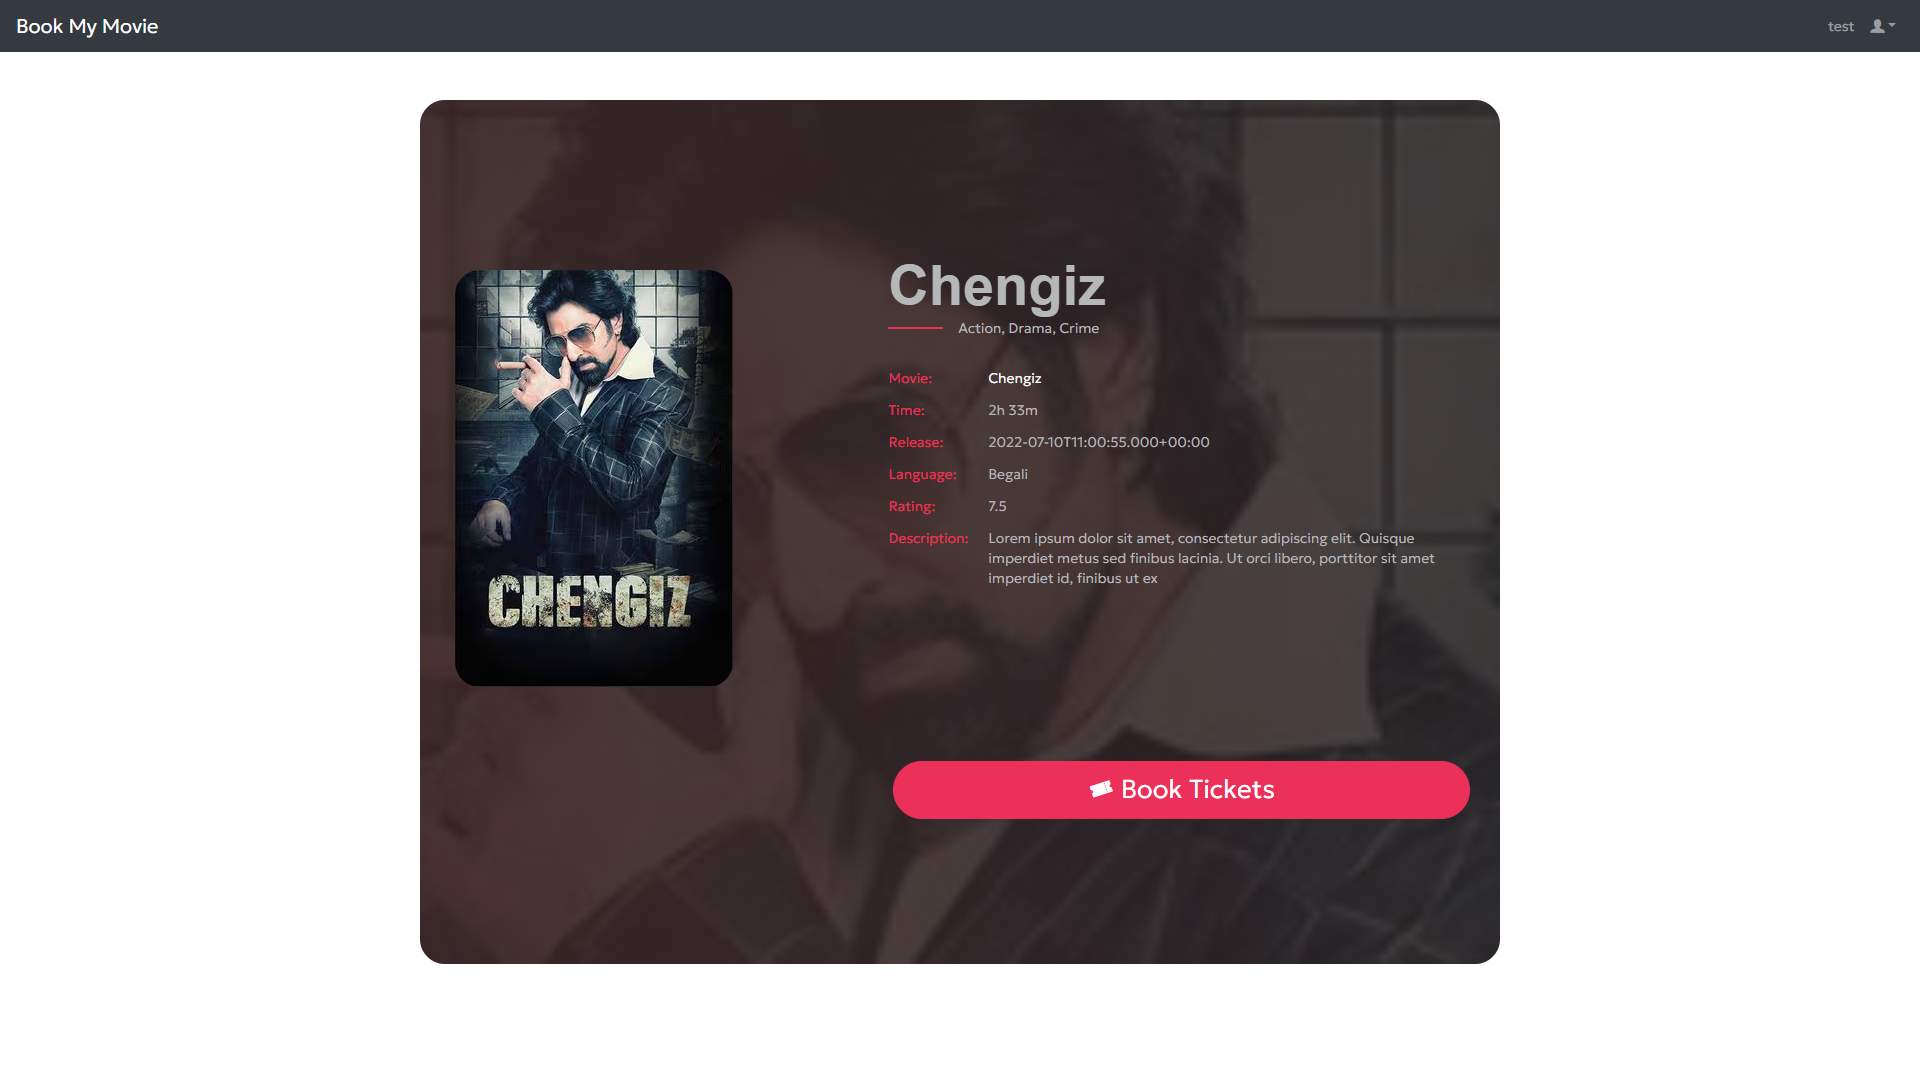 Book My Movie
test
Chengiz
Action, Drama, Crime
Movie: Chengiz
Time: 2h 33m
Release: 2022-07-10T11:00:55.000+00:00
Language: Begali
Rating: 7.5
Description: Lorem ipsum dolor sit amet, consectetur adipiscing elit. Quisque
imperdiet metus sed finibus lacinia. Ut orci libero, porttitor sit amet
imperdiet id, finibus ut ex
CHENGIZ
Book Tickets